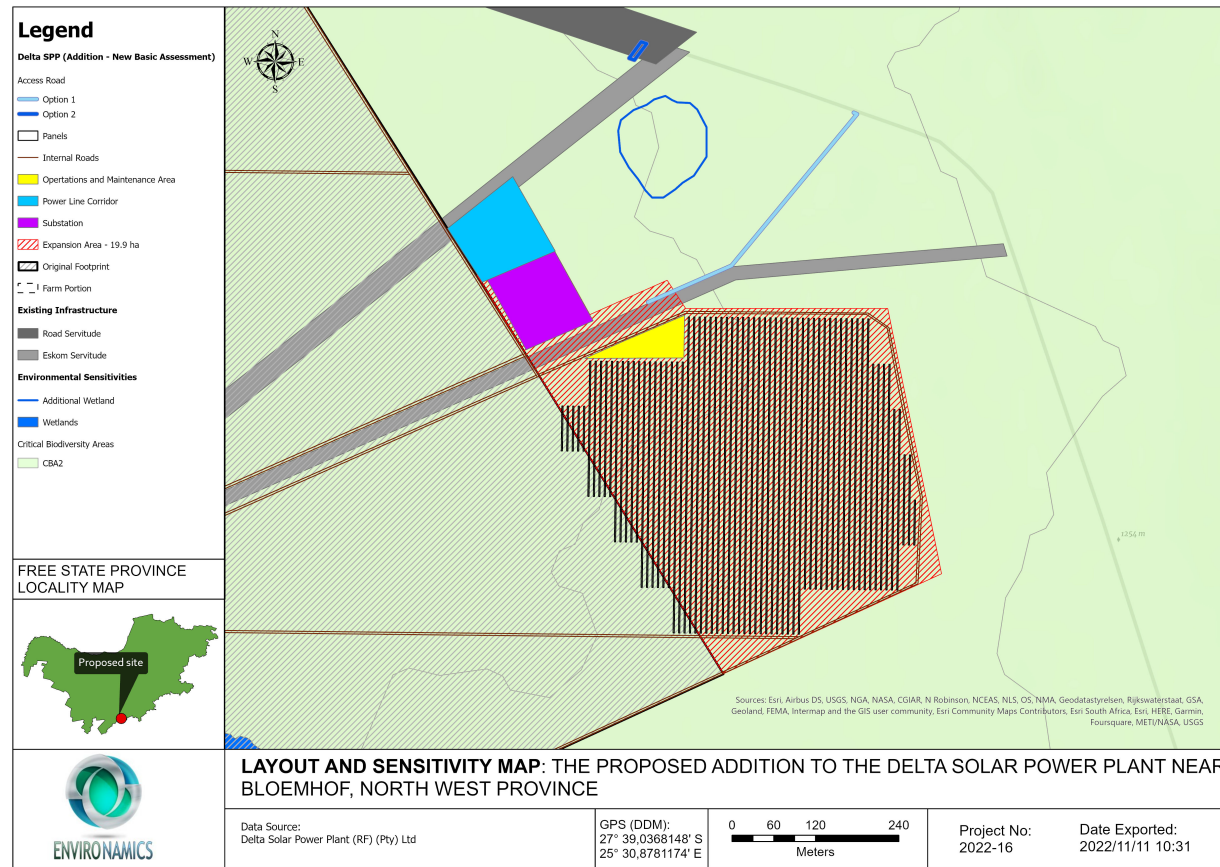 Legend
Delta SPP (Addition - New Basic Assessment)
Access Road
Option 1
Option 2
Panels
Internal Roads
Opertations and Maintenance Area
Power Line Corridor
Substation
Expansion Area - 19.9 ha
Original Footprint
Farm Portion
Existing Infrastructure
Road Servitude
Eskom Servitude
Environmental Sensitivities
Additional Wetland
Wetlands
Critical Biodiversity Areas
CBA2
FREE STATE PROVINCE
LOCALITY MAP
Proposed site
ENVIRONAMICS
N
W
E
S
1254 m
Sources: Esri, Airbus DS, USGS, NGA, NASA, CGIAR, N Robinson, NCEAS, NLS, OS, NMA, Geodatastyrelsen, Rijkswaterstaat, GSA,
Geoland, FEMA, Intermap and the GIS user community, Esri Community Maps Contributors, Esri South Africa, Esri, HERE, Garmin,
Foursquare, METI/NASA, USGS
LAYOUT AND SENSITIVITY MAP: THE PROPOSED ADDITION TO THE DELTA SOLAR POWER PLANT NEAR
BLOEMHOF, NORTH WEST PROVINCE
Data Source:
Delta Solar Power Plant (RF) (Pty) Ltd
GPS (DDM):
27° 39,0368148' S
25° 30,8781174' E
0 60 120 240
Meters
Project No:
2022-16
Date Exported:
2022/11/11 10:31